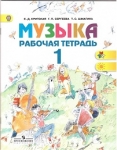 Е. Д. КРИТСКАЯ Г. П. СЕРГЕЕВА Т. С. ШМАГИНА
МУЗЫКА
РАБОЧАЯ ТЕТРАДЬ
1